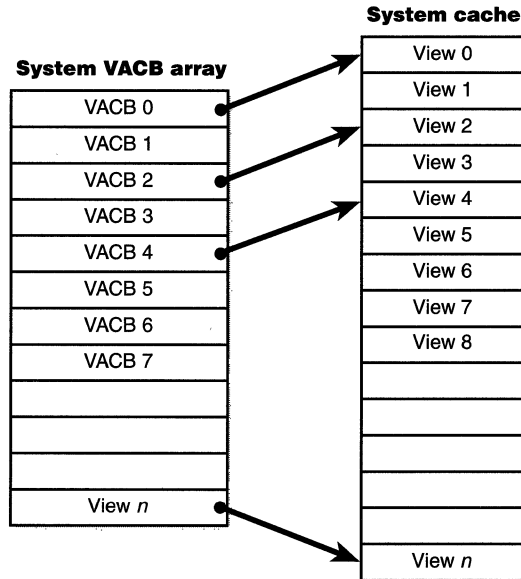 System VACB array
VACB 0
VACB 1
VACB 2
VACB 3
VACB 4
VACB 5
VACB 6
VACB 7
View n
System cache
View 0
View 1
View 2
View 3
View 4
View 5
View 6
View 7
View 8
View n